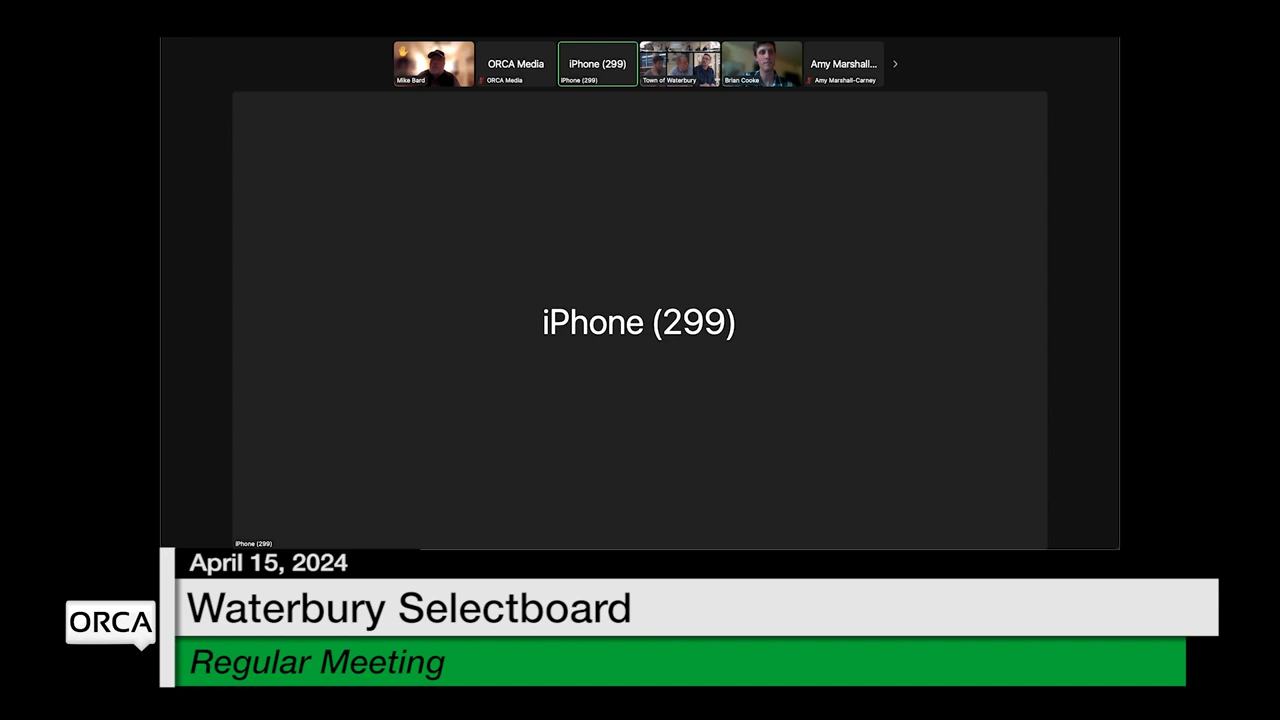 ORCA Media
iPhone (299)
Amy Marshall...
Mike Bard
ORCA Media
iPhone (299)
Town of Waterbury
Brian Cooke
Amy Marshall-Carney
iPhone (299)
iPhone (299)
April 15, 2024
ORCA
Waterbury Selectboard
Regular Meeting